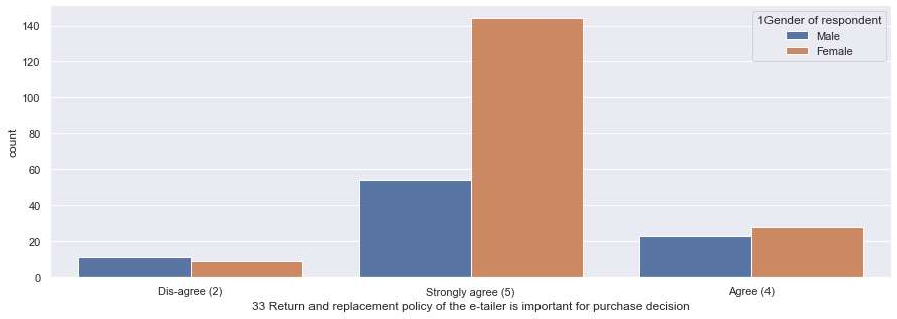 1Gender of respondent
Male
Female
count
140
120
100
80
60
40
20
0
Dis-agree (2) Strongly agree (5) Agree (4)
33 Return and replacement policy of the e-tailer is important for purchase decision